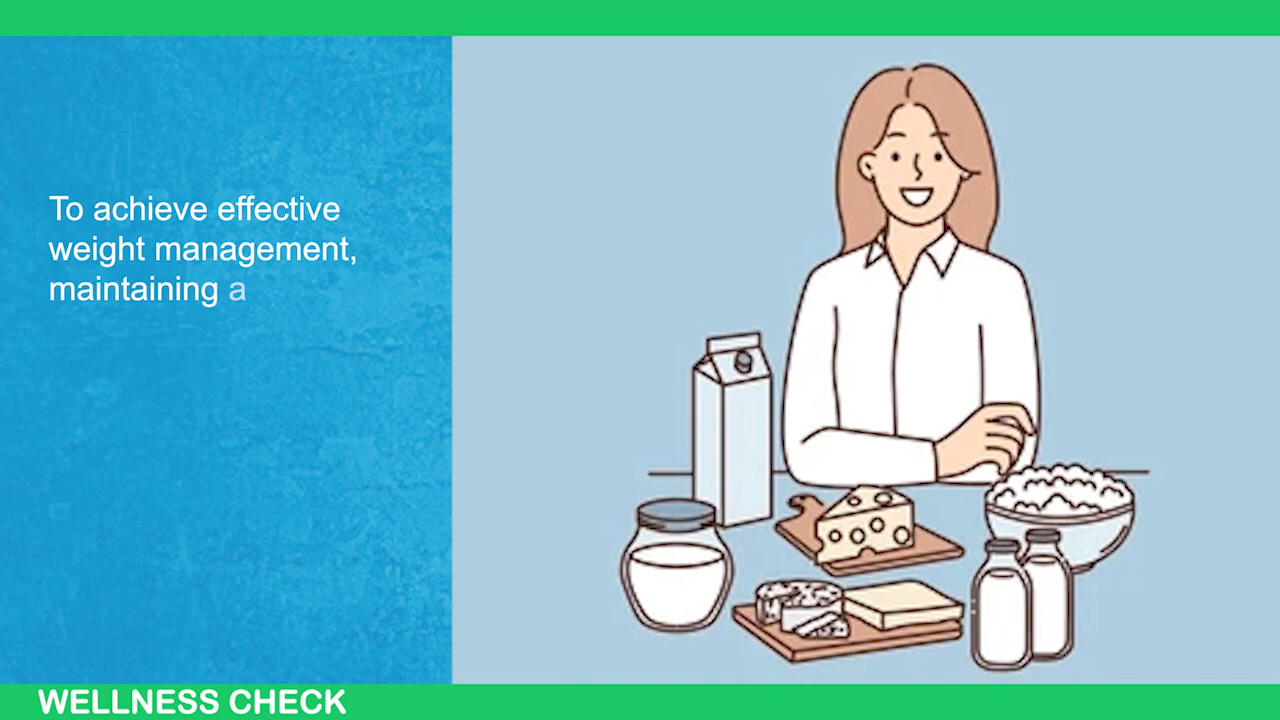 To achieve effective
weight management,
maintaining a
WELLNESS CHECK